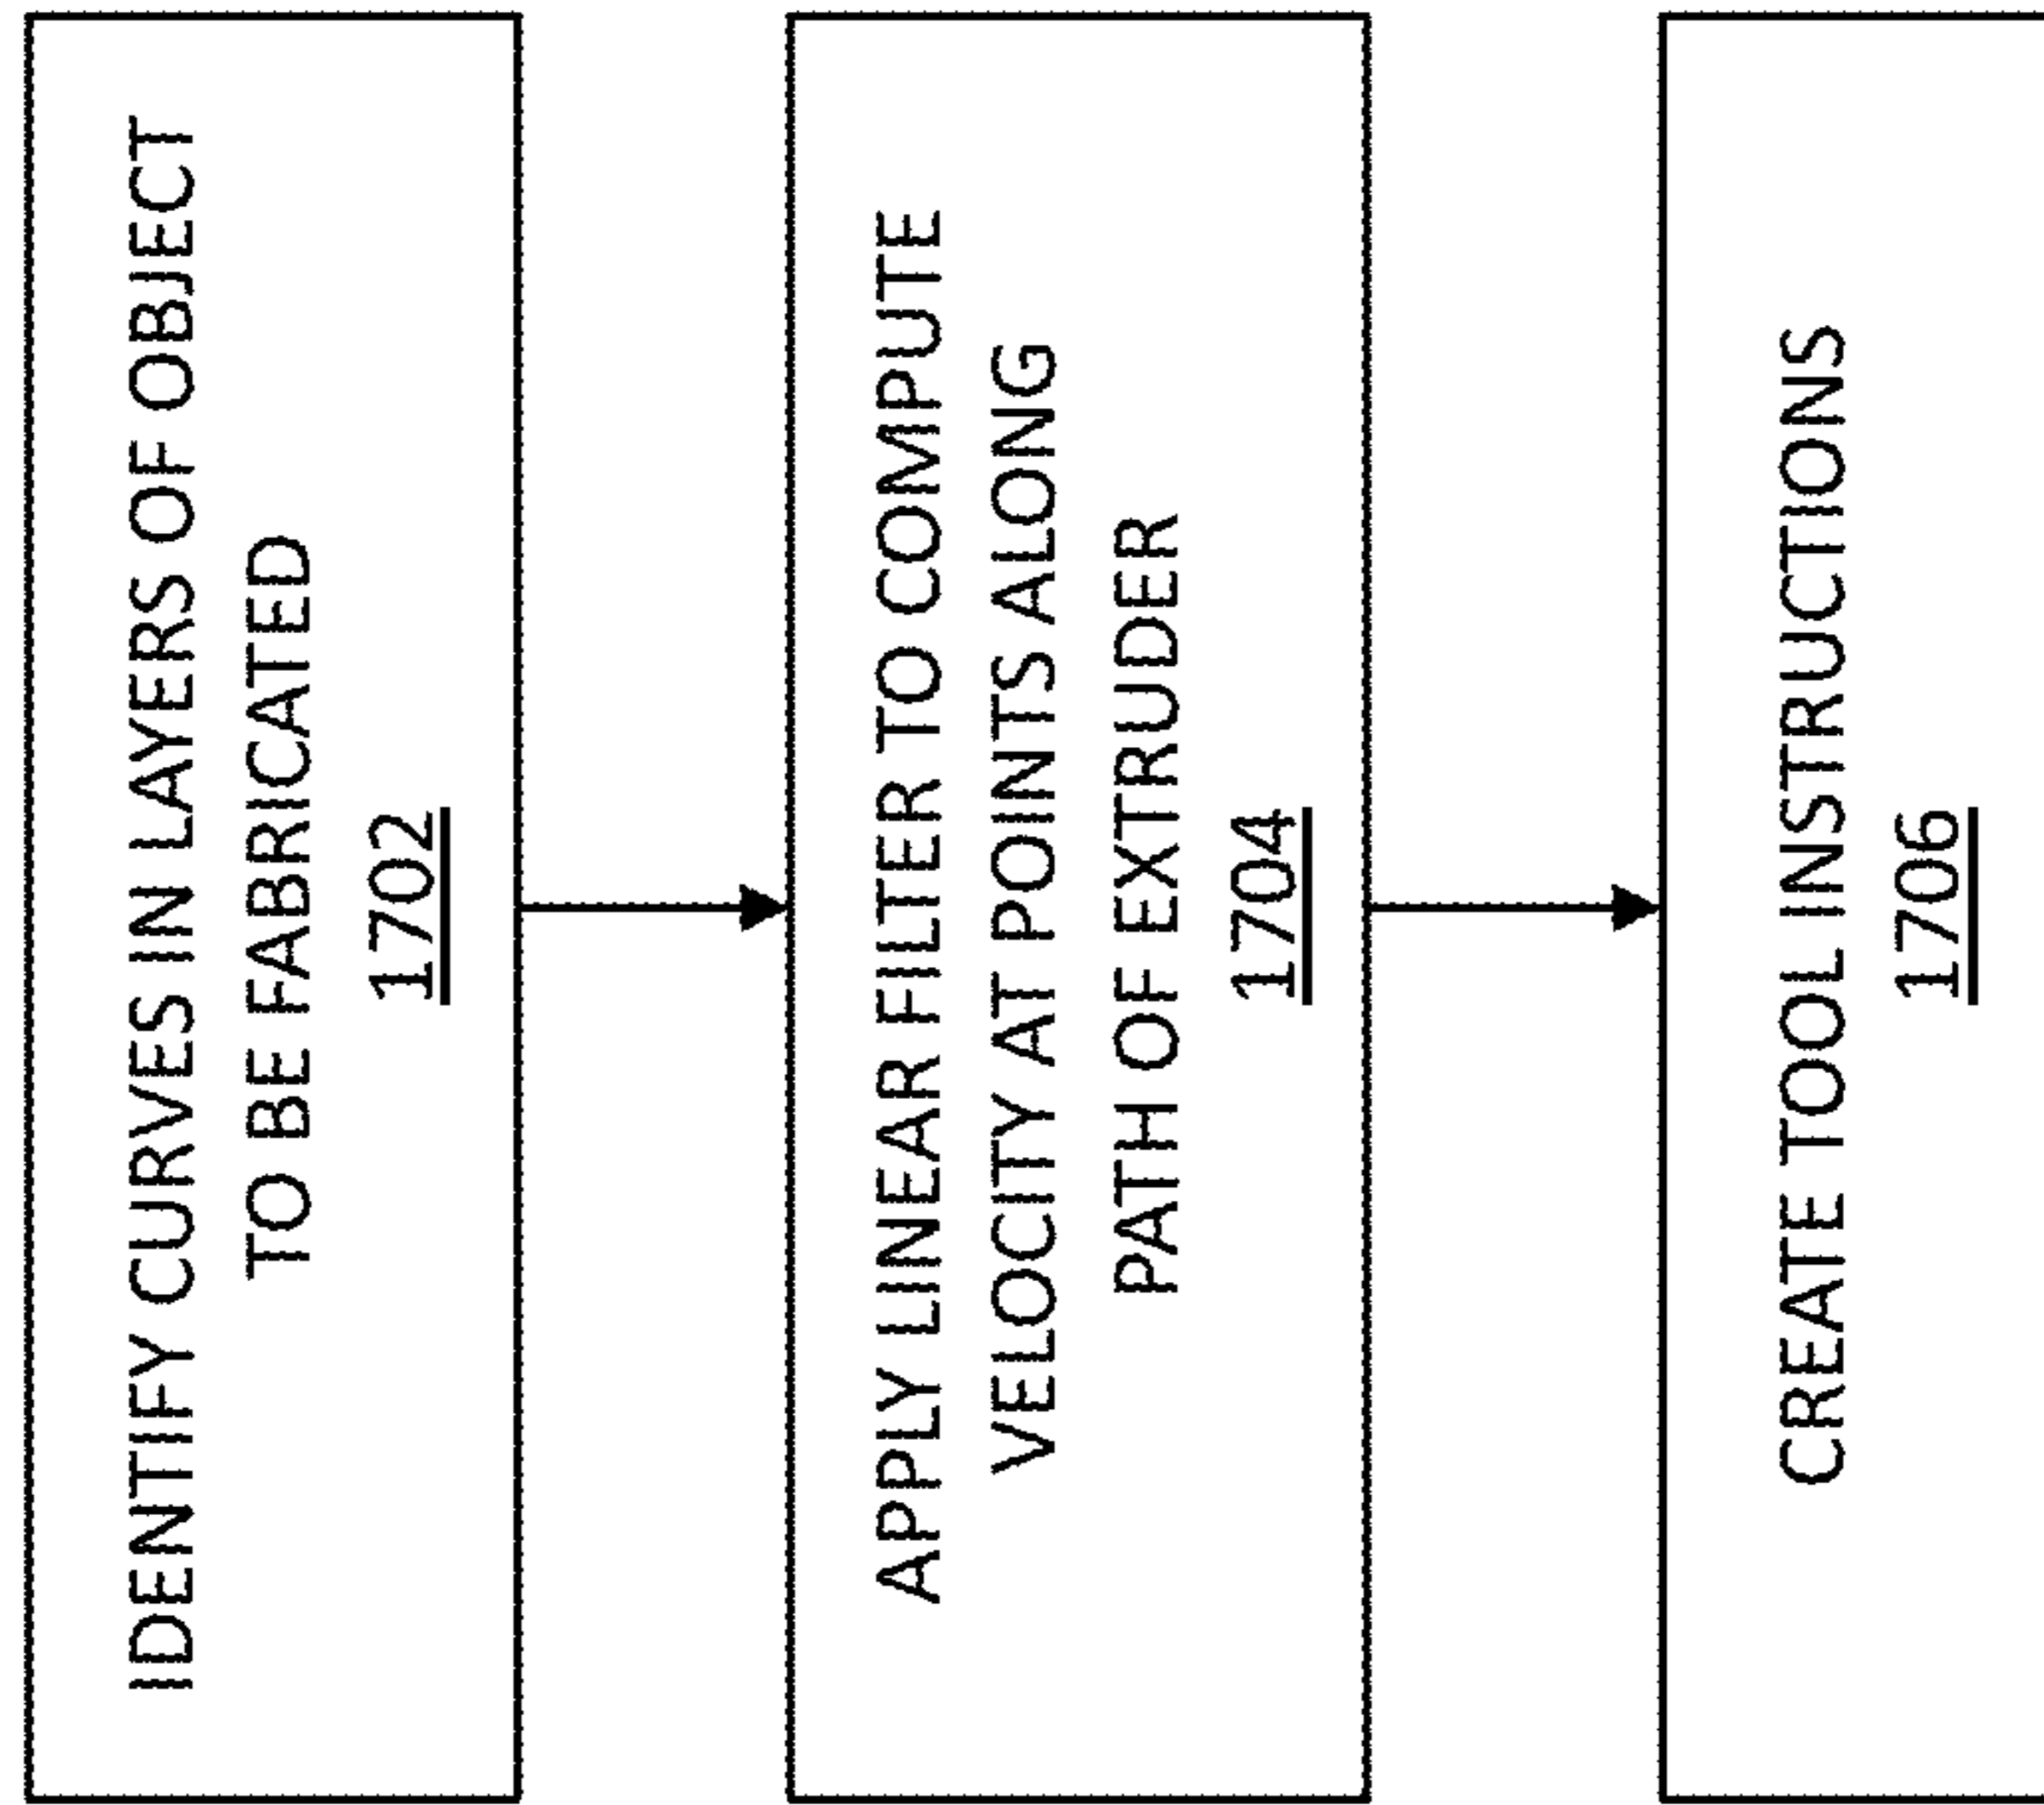 IDENTIFY CURVES IN LAYERS OF OBJECT
TO BE FABRICATED
1702
APPLY LINEAR FILTER TO COMPUTE
VELOCITY AT POINTS ALONG
PATH OF EXTRUDER
1704
CREATE TOOL INSTRUCTIONS
1706